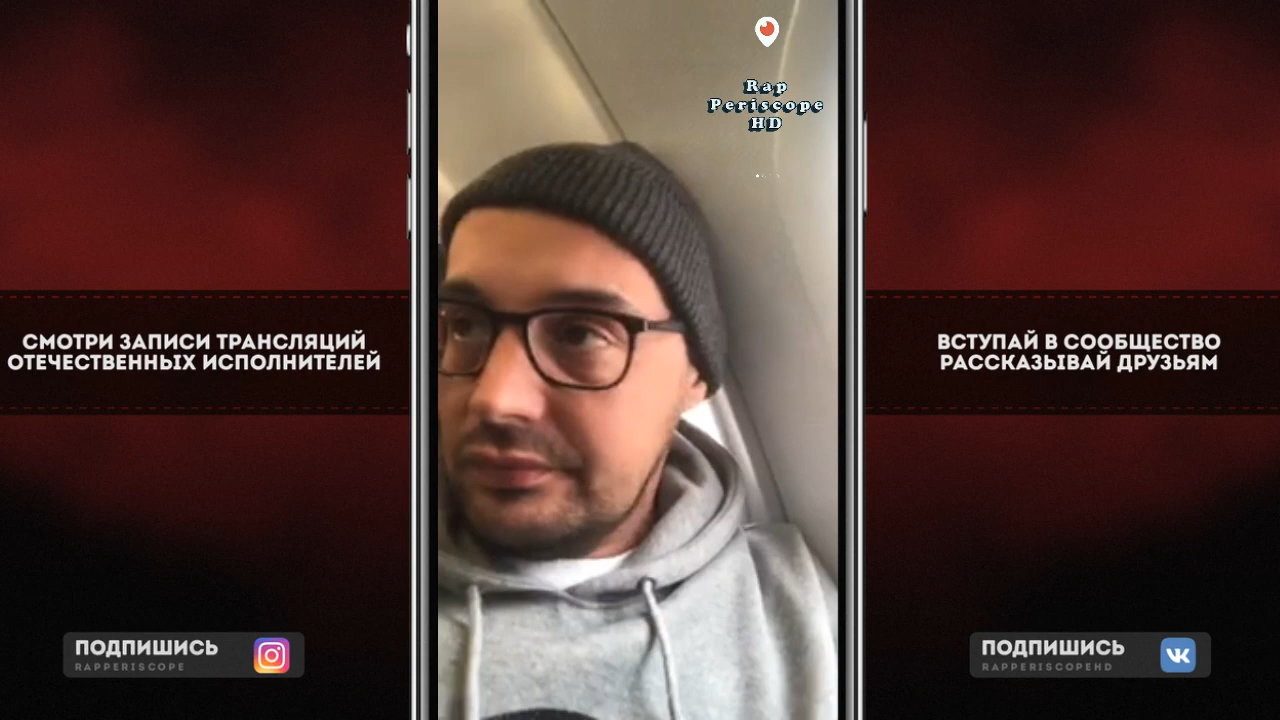 Rap
Periscope
HD
СМОТРИ ЗАПИСИ ТРАНСЛЯЦИЙ
ОТЕЧЕСТВЕННЫХ ИСПОЛНИТЕЛЕЙ
ВСТУПАЙ В СООБЩЕСТВО
РАССКАЗЫВАЙ ДРУЗЬЯМ
ПОДПИШИСЬ
RAPPERISCOPE
ПОДПИШИСЬ
RAPPERISCOPEHD